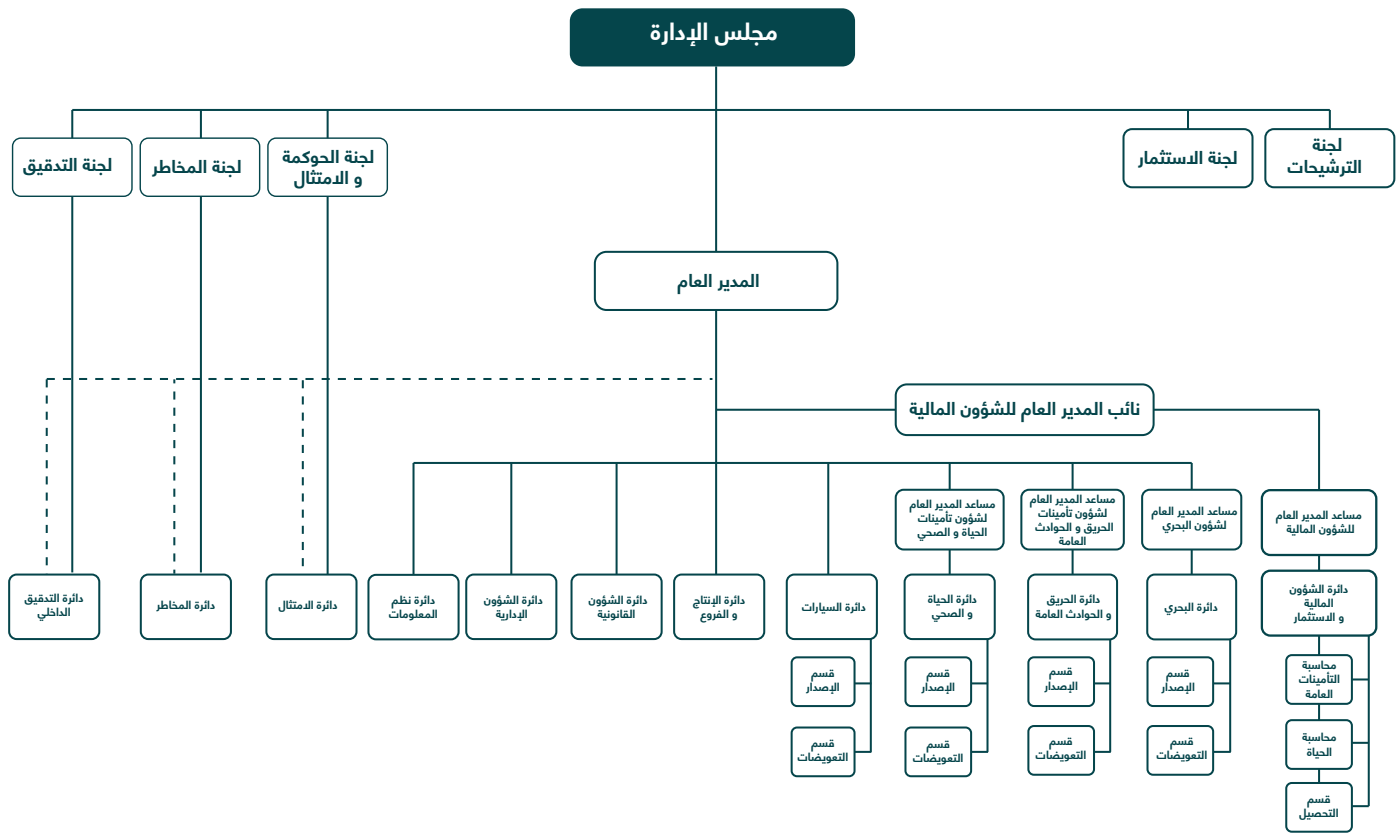 مجلس الإدارة
لجنة
الترشيحات
لجنة الاستثمار
لجنة الحوكمة
و الامتثال
لجنة المخاطر
لجنة التدقيق
المدير العام
نائب المدير العام للشؤون المالية
مساعد المدير العام
للشؤون المالية
مساعد المدير العام
لشؤون البحري
مساعد المدير العام
لشؤون تأمينات
الحريق و الحوادث
العامة
مساعد المدير العام
لشؤون تأمينات
الحياة و الصحي
دائرة الشؤون
المالية
و الاستثمار
دائرة البحري
دائرة الحريق
و الحوادث العامة
دائرة الحياة
و الصحي
دائرة السيارات
دائرة الإنتاج
و الفروع
دائرة الشؤون
القانونية
دائرة الشؤون
الإدارية
دائرة نظم
المعلومات
دائرة الامتثال
دائرة المخاطر
دائرة التدقيق
الداخلي
محاسبة
التأمينات
العامة
قسم
الإصدار
قسم
الإصدار
قسم
الإصدار
قسم
الإصدار
محاسبة
الحياة
قسم
التعويضات
قسم
التعويضات
قسم
التعويضات
قسم
التعويضات
قسم
التحصيل